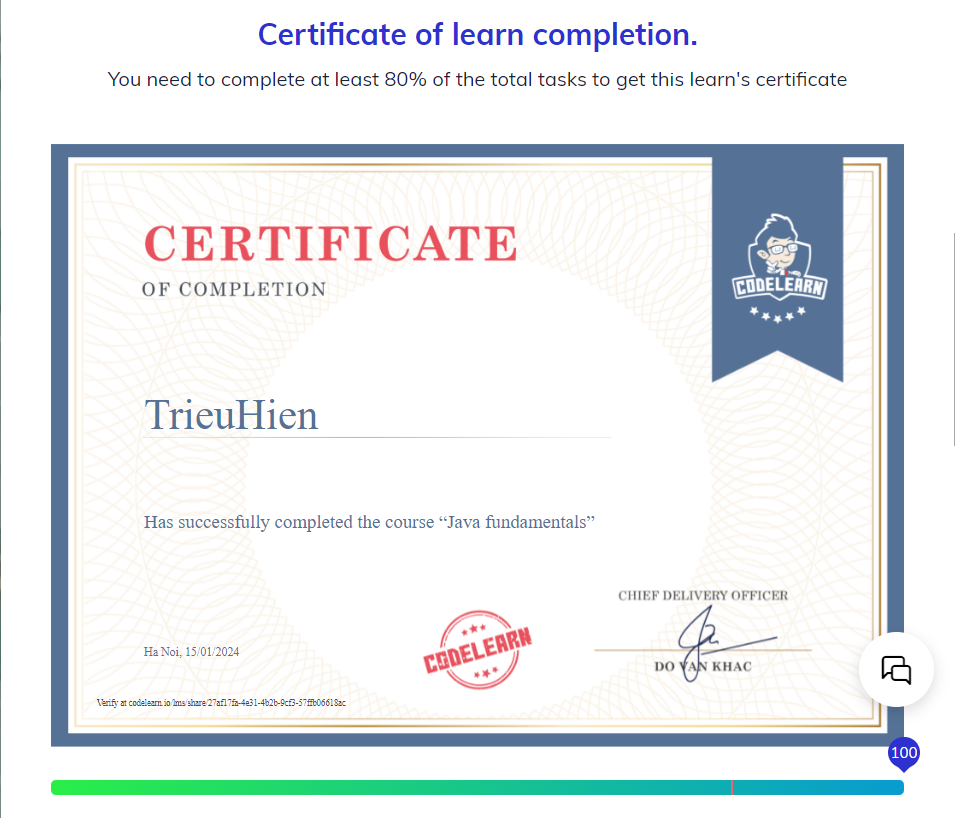 Certificate of learn completion.
You need to complete at least 80% of the total tasks to get this learn's certificate
CERTIFICATE
OF COMPLETION
CODELEARN
TrieuHien
Has successfully completed the course “Java fundamentals”
CHIEF DELIVERY OFFICER
CODELEARN
Ha Noi, 15/01/2024
DO VAN KHAC
Verify at codelearn.io/lms/share/27af17fa-4e31-4b2b-9cf3-57ffb06618ac
100